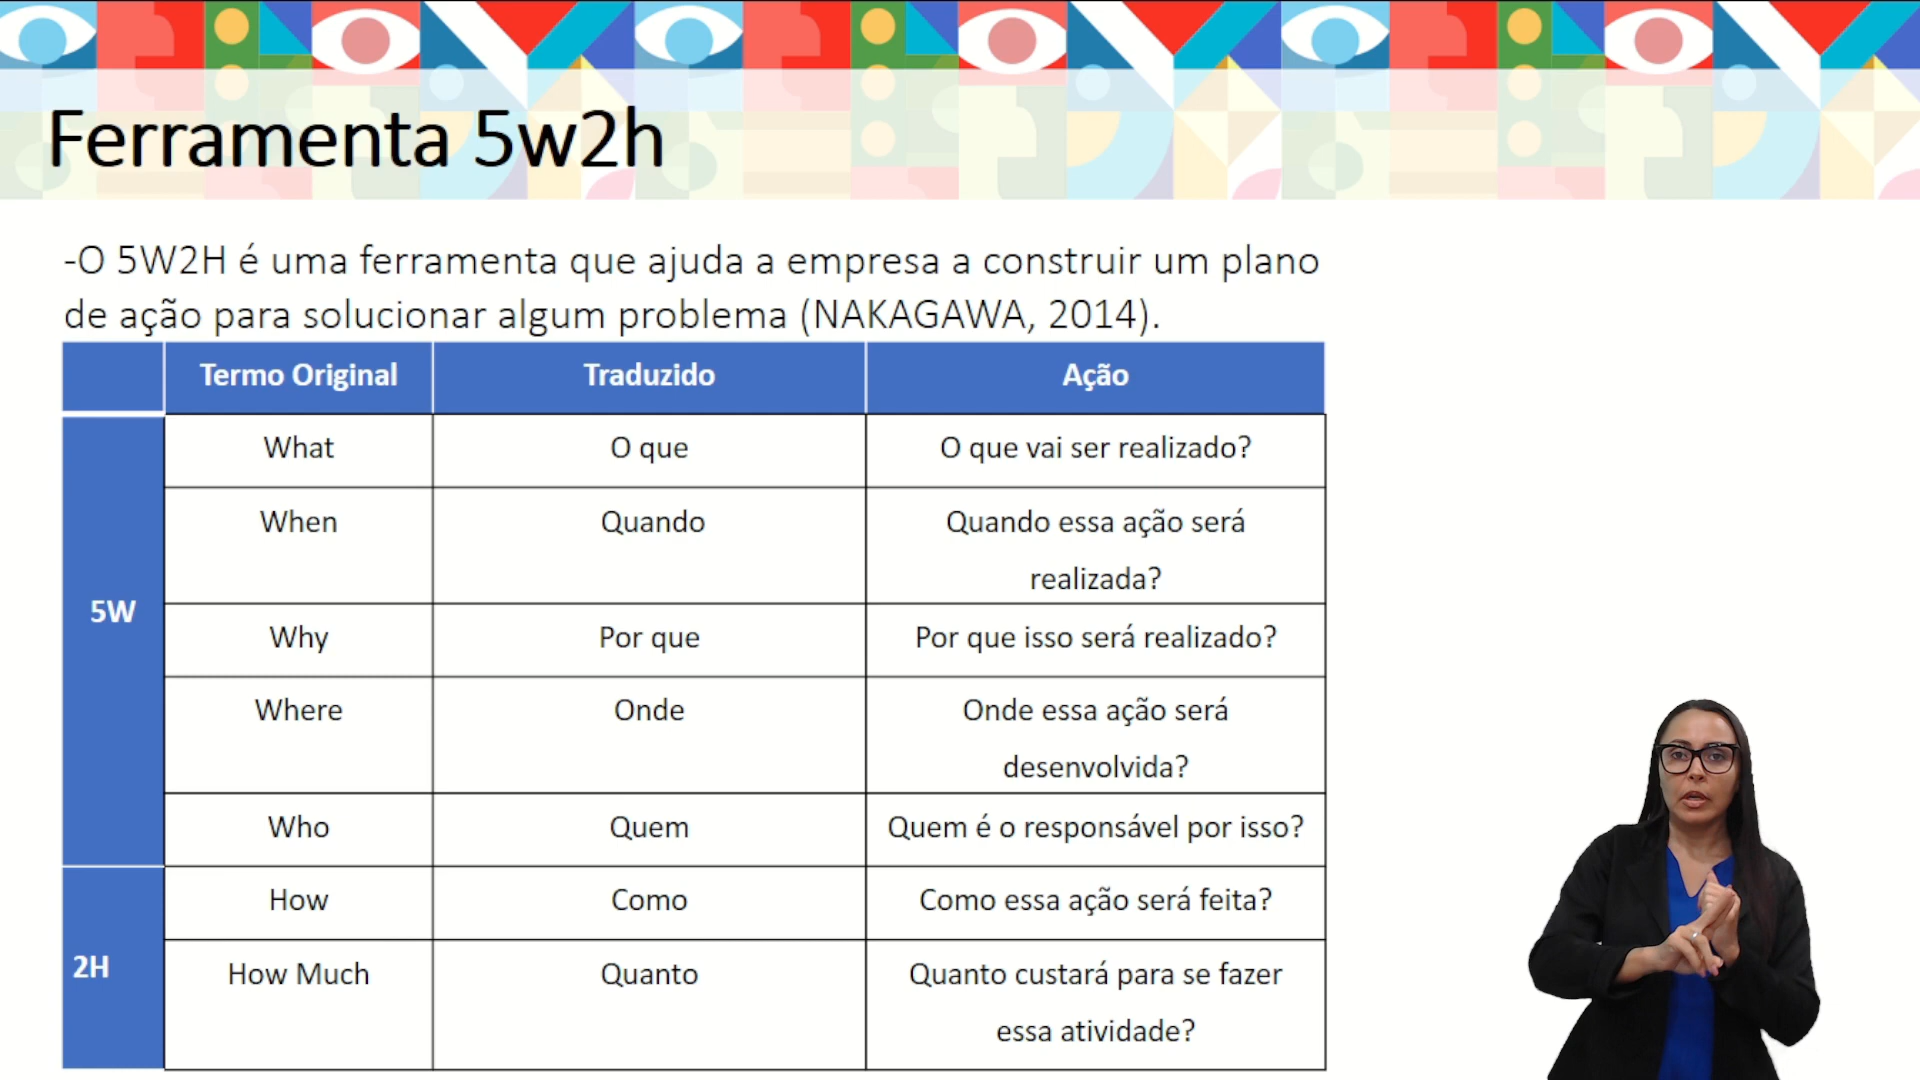 Ferramenta 5w2h
-O 5W2H é uma ferramenta que ajuda a empresa a construir um plano
de ação para solucionar algum problema (NAKAGAWA, 2014).
Termo Original Traduzido Ação
5W
What O que O que vai ser realizado?
When Quando Quando essa ação será
realizada?
Why Por que Por que isso será realizado?
Where Onde Onde essa ação será
desenvolvida?
Who Quem Quem é o responsável por isso?
2H
How Como Como essa ação será feita?
How Much Quanto Quanto custará para se fazer
essa atividade?